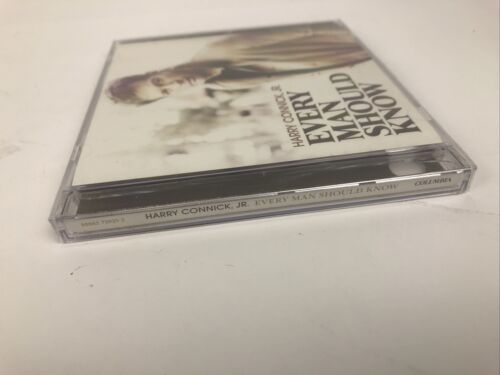 HARRY CONNICK, JR.
EVERY
MAN
SHOULD
KNOW
HARRY CONNICK, JR. EVERY MAN SHOULD KNOW
COLUMBIA